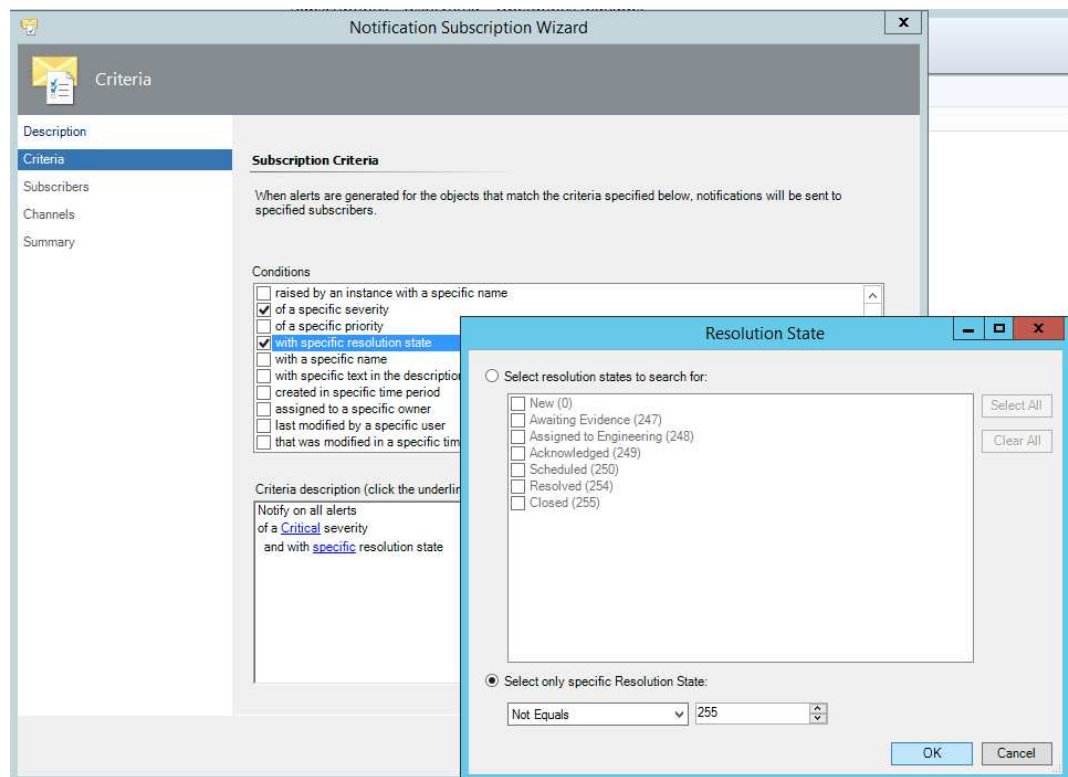 Notification Subscription Wizard
x
Criteria
Description
Criteria
Subscribers
Channels
Summary
Subscription Criteria
When alerts are generated for the objects that match the criteria specified below, notifications will be sent to
specified subscribers.
Conditions
raised by an instance with a specific name
of a specific severity
of a specific priority
with specific resolution state
with a specific name
with specific text in the description
created in specific time period
assigned to a specific owner
last modified by a specific user
that was modified in a specific tim
Criteria description (click the underlin
Notify on all alerts
of a Critical severity
and with specific resolution state
Resolution State
x
Select resolution states to search for:
New (0)
Awaiting Evidence (247)
Assigned to Engineering (248)
Acknowledged (249)
Scheduled (250)
Resolved (254)
Closed (255)
Select All
Clear All
Select only specific Resolution State:
Not Equals
255
OK
Cancel